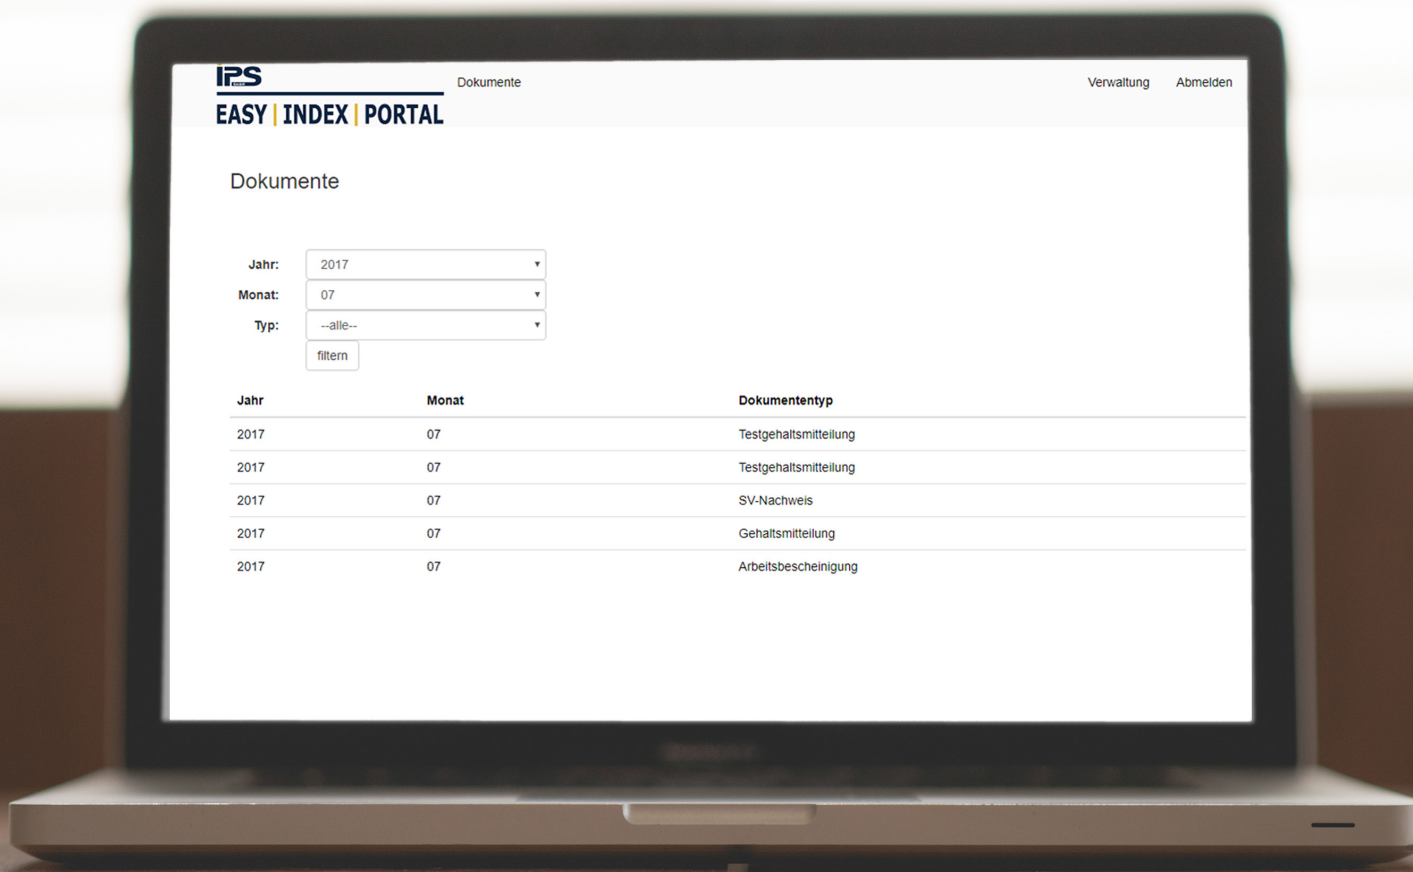 IPS
Dokumente
Verwaltung
Abmelden
EASY | INDEX | PORTAL
Dokumente
Jahr: 2017
Monat: 07
Typ: --alle--
filtern
Jahr Monat Dokumententyp
2017 07 Testgehaltsmitteilung
2017 07 Testgehaltsmitteilung
2017 07 SV-Nachweis
2017 07 Gehaltsmitteilung
2017 07 Arbeitsbescheinigung